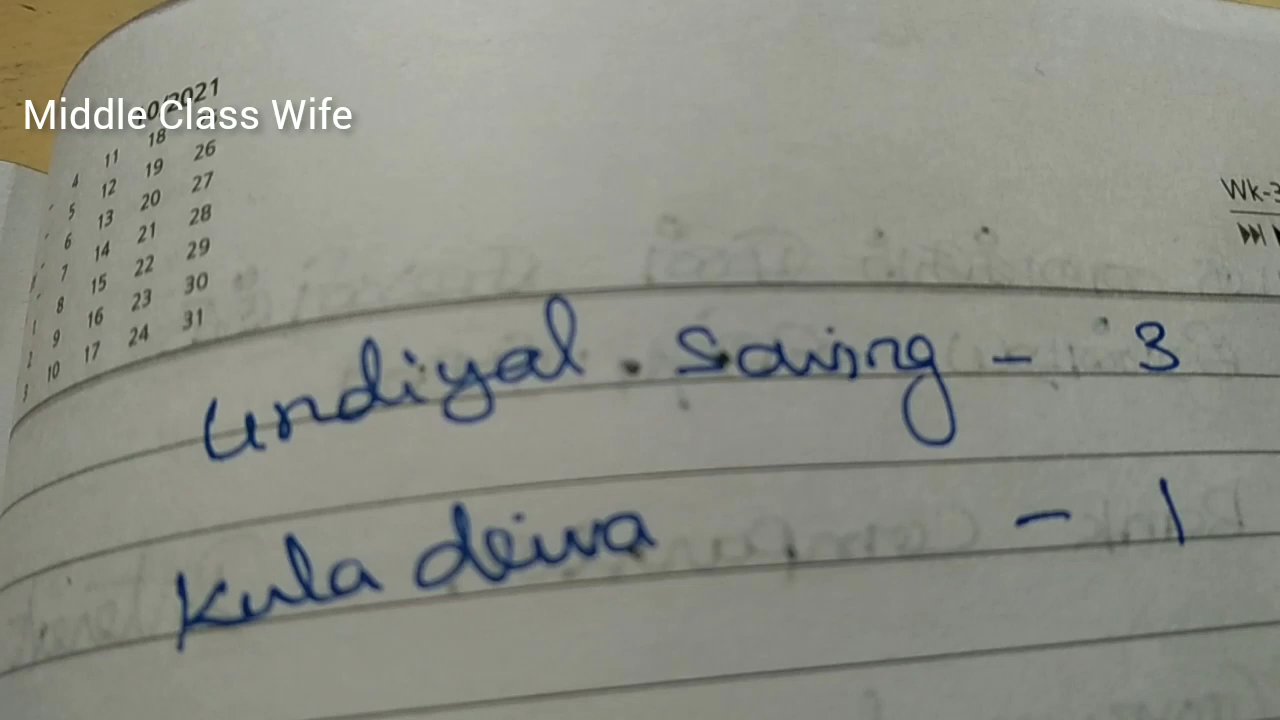 Middle Class Wife
10/2021
4 11 18
5 12 19 26
6 13 20 27
7 14 21 28
8 15 22 29
9 16 23 30
10 17 24 31
Wk-3
Undiyal . Saving - 3
Kula deiva - 1